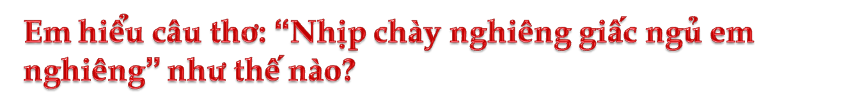 Em hiểu câu thơ: “Nhịp chày nghiêng giấc ngủ em
nghiêng” như thế nào?